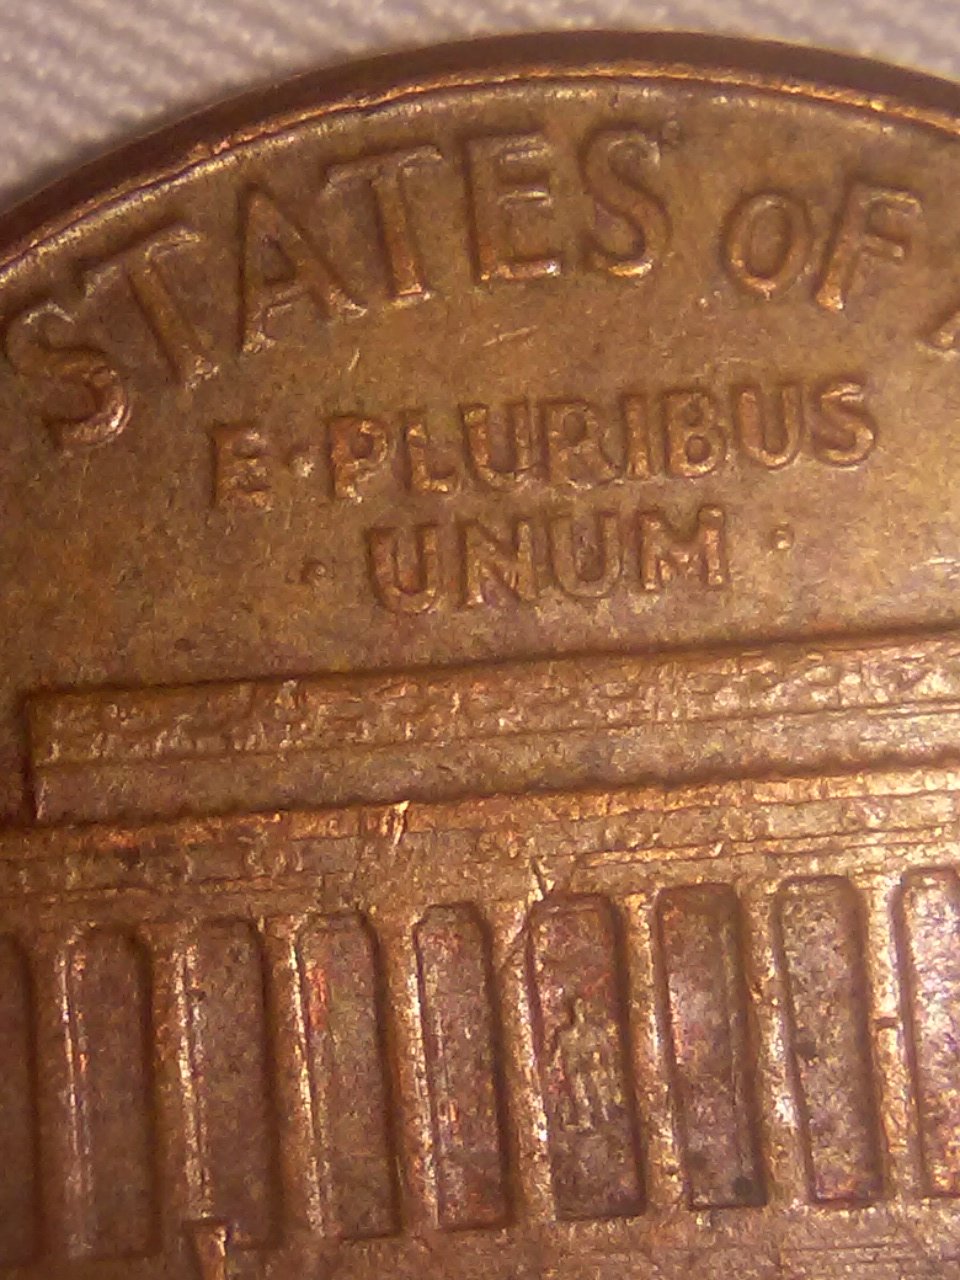 STATES OF
E·PLURIBUS
·UNUM·